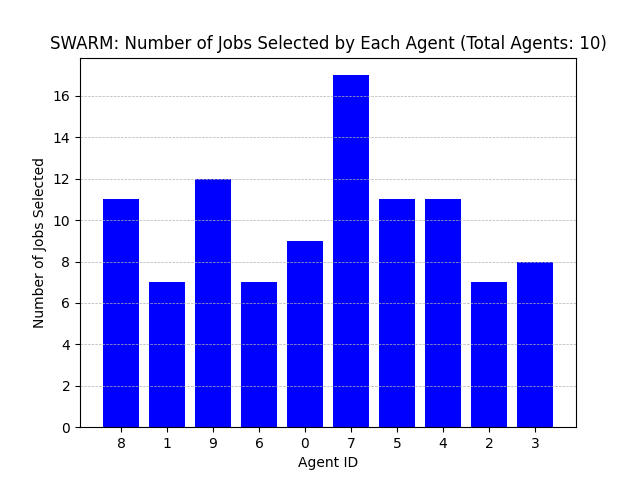 SWARM: Number of Jobs Selected by Each Agent (Total Agents: 10)
Number of Jobs Selected
16
14
12
10
8
6
4
2
0
8 1 9 6 0 7 5 4 2 3
Agent ID